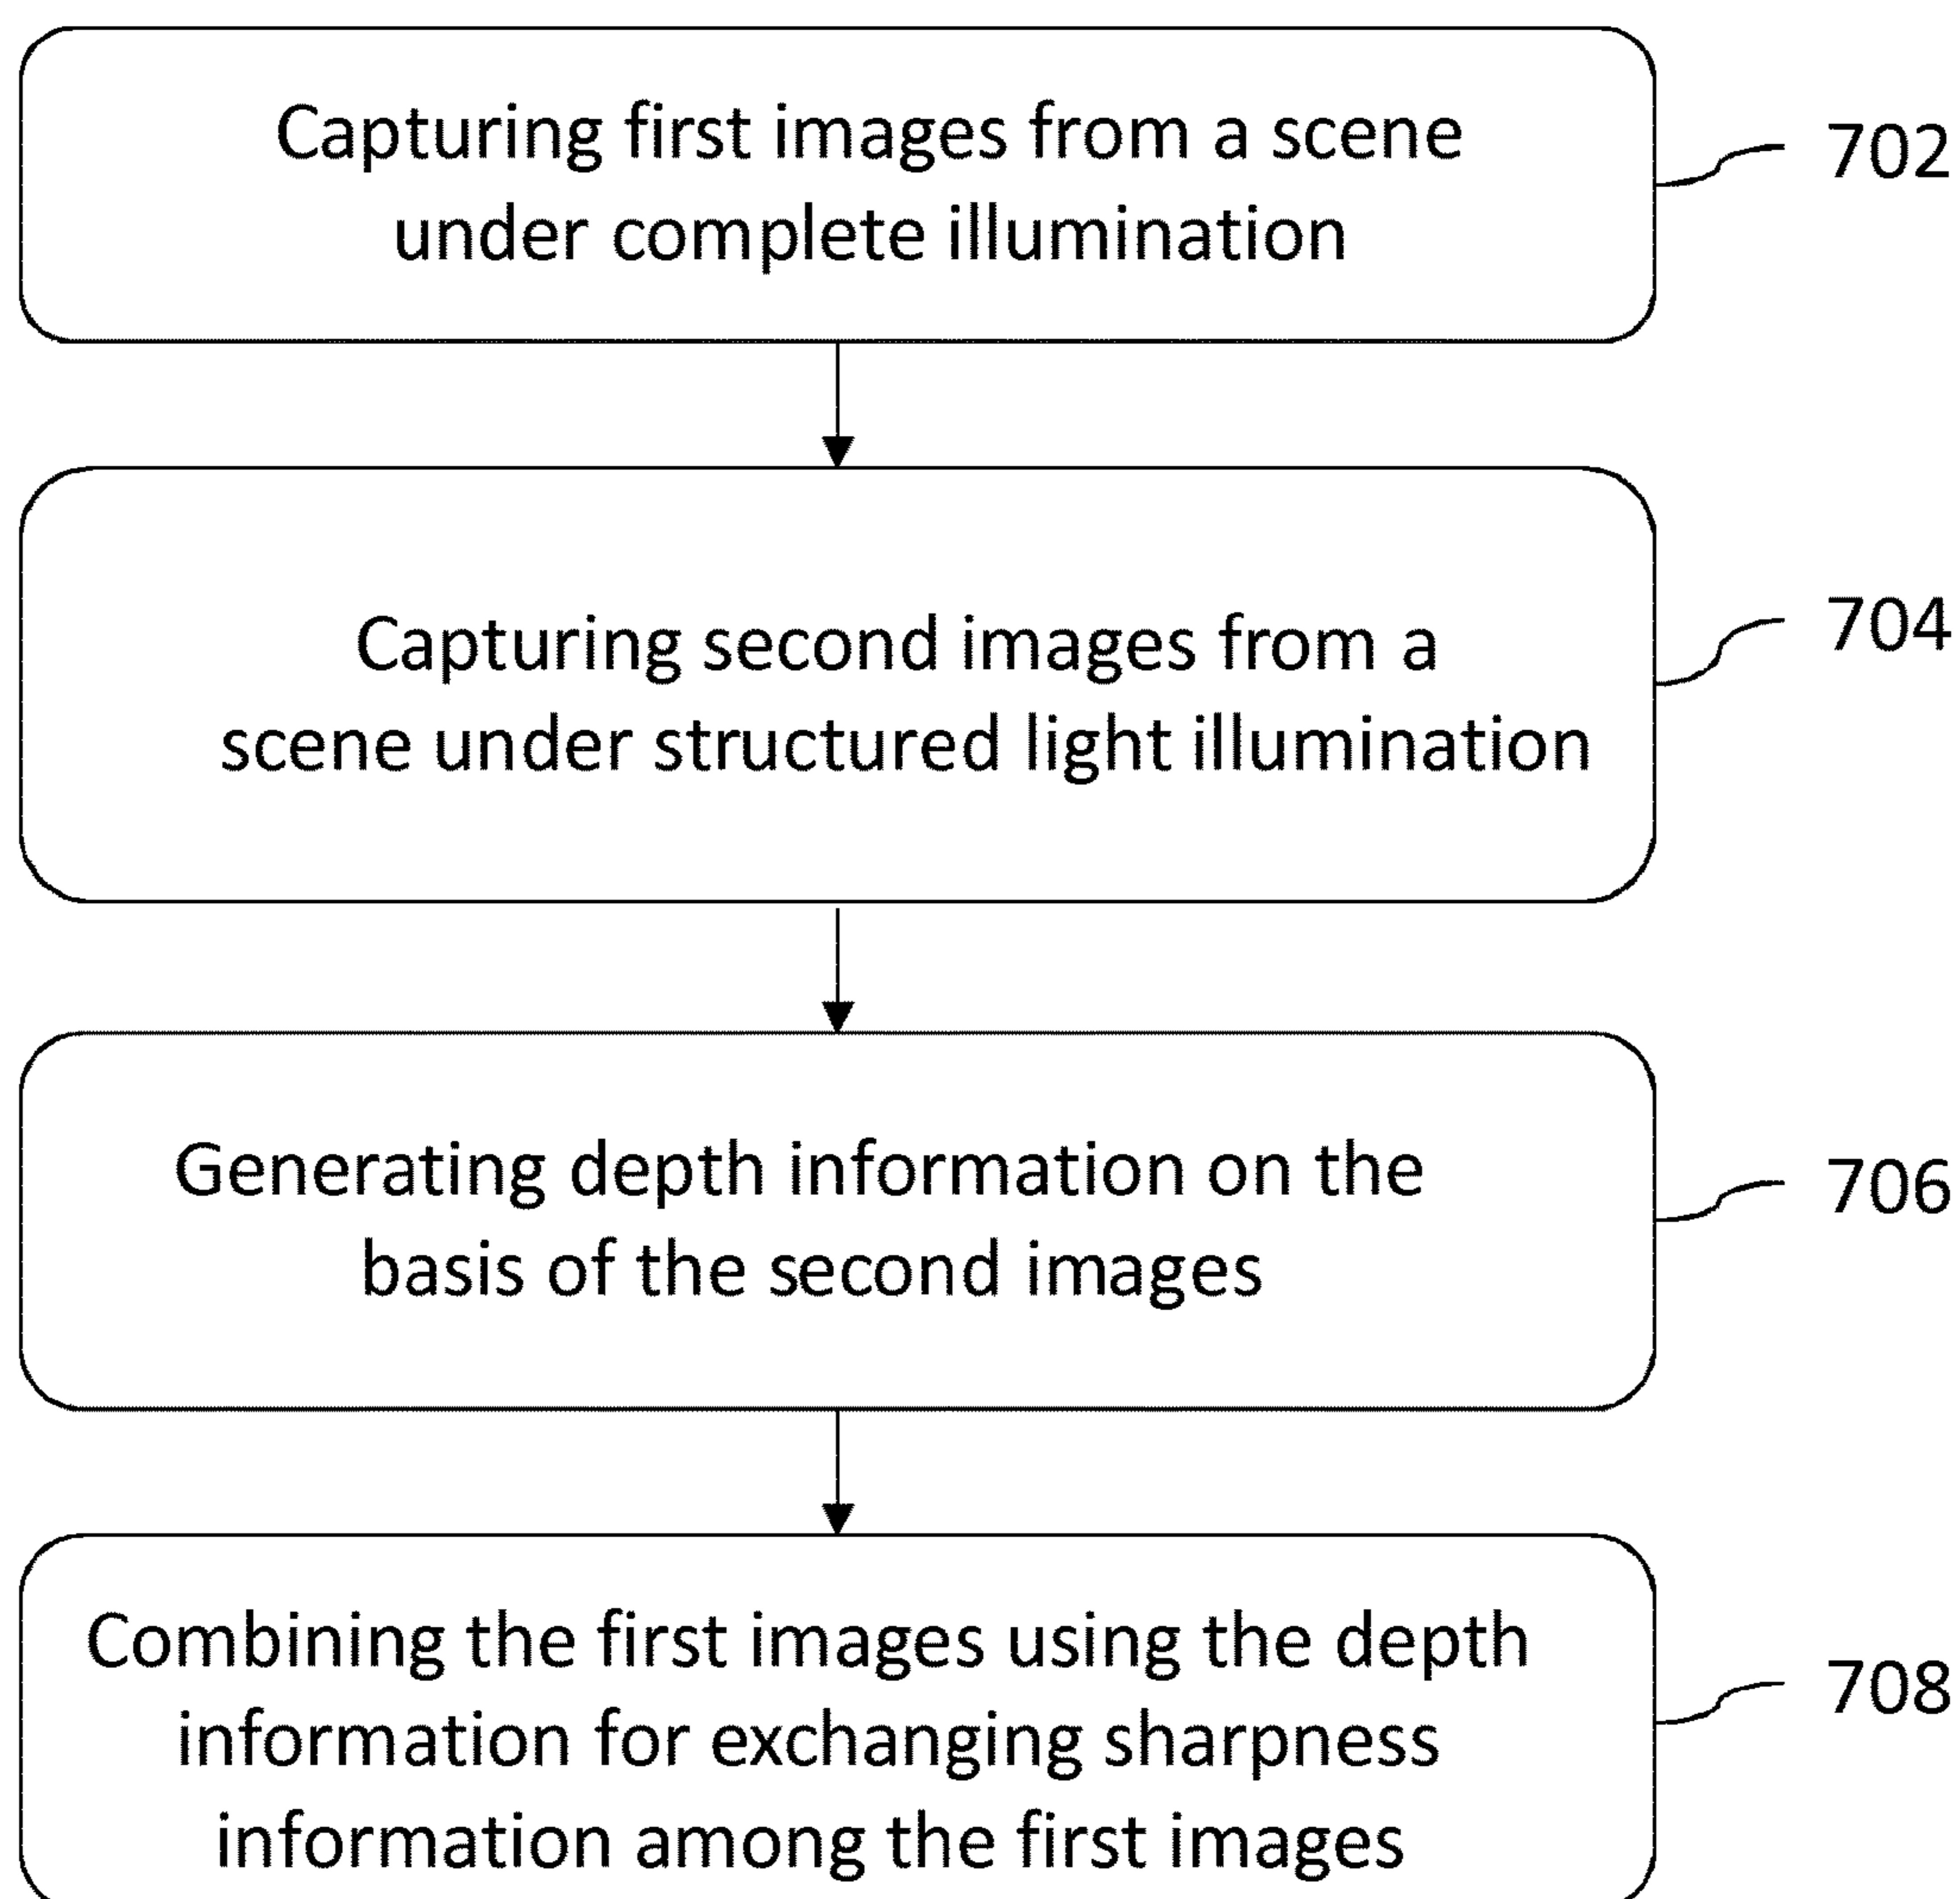 Capturing first images from a scene
under complete illumination
702
Capturing second images from a
scene under structured light illumination
704
Generating depth information on the
basis of the second images
706
Combining the first images using the depth
information for exchanging sharpness
information among the first images
708